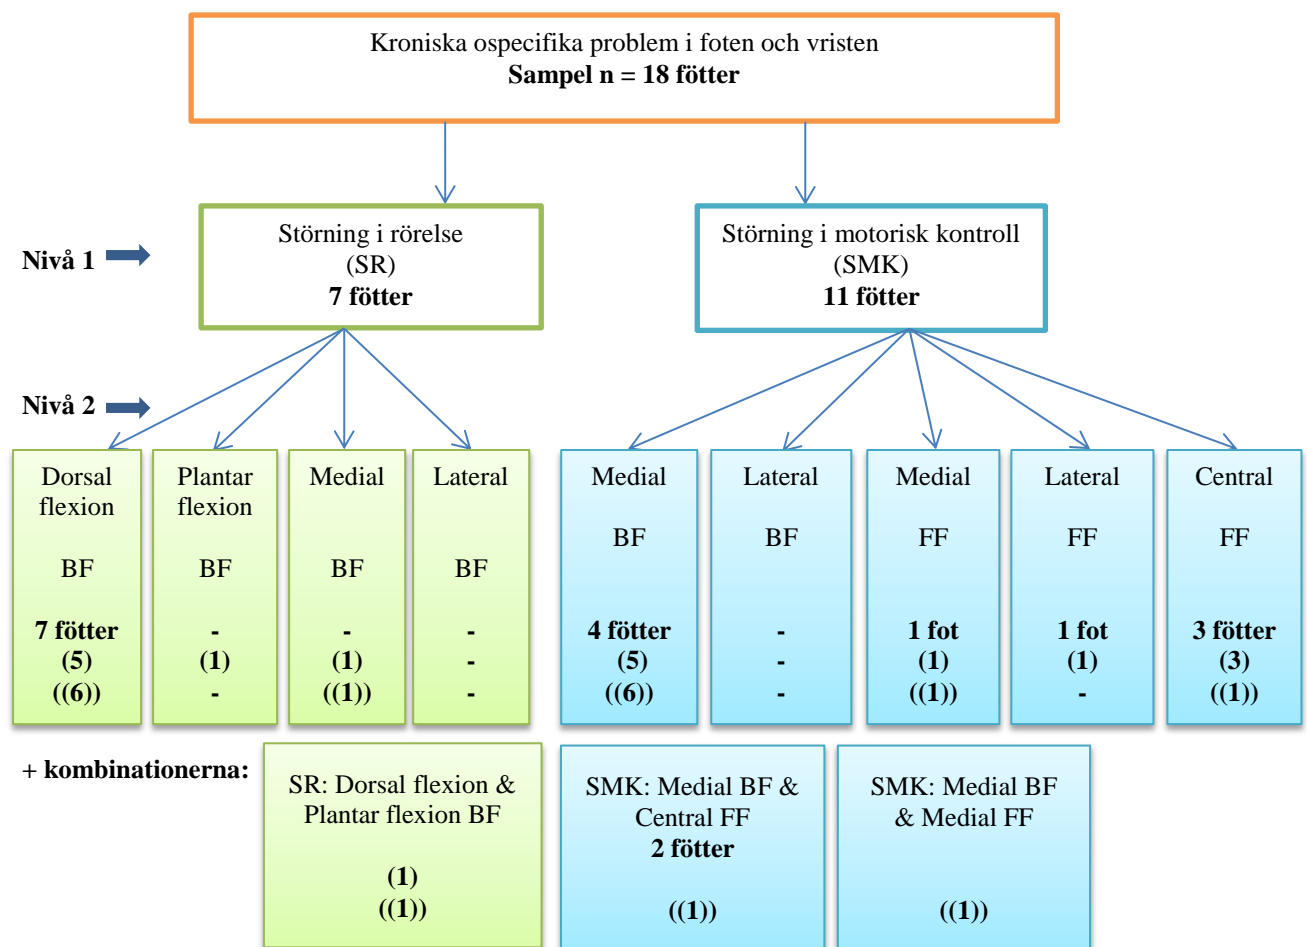 Kroniska ospecifika problem i foten och vristen
Sampel n = 18 fötter
Nivå 1
Störning i rörelse
(SR)
7 fötter
Störning i motorisk kontroll
(SMK)
11 fötter
Nivå 2
Dorsal
flexion
BF
7 fötter
(5)
((6))
Plantar
flexion
BF
-
(1)
-
Medial
BF
-
(1)
((1))
Lateral
BF
-
-
-
Medial
BF
4 fötter
(5)
((6))
Lateral
BF
-
-
-
Medial
FF
1 fot
(1)
((1))
Lateral
FF
1 fot
(1)
-
Central
FF
3 fötter
(3)
((1))
+ kombinationerna:
SR: Dorsal flexion &
Plantar flexion BF
(1)
((1))
SMK: Medial BF &
Central FF
2 fötter
((1))
SMK: Medial BF
& Medial FF
((1))